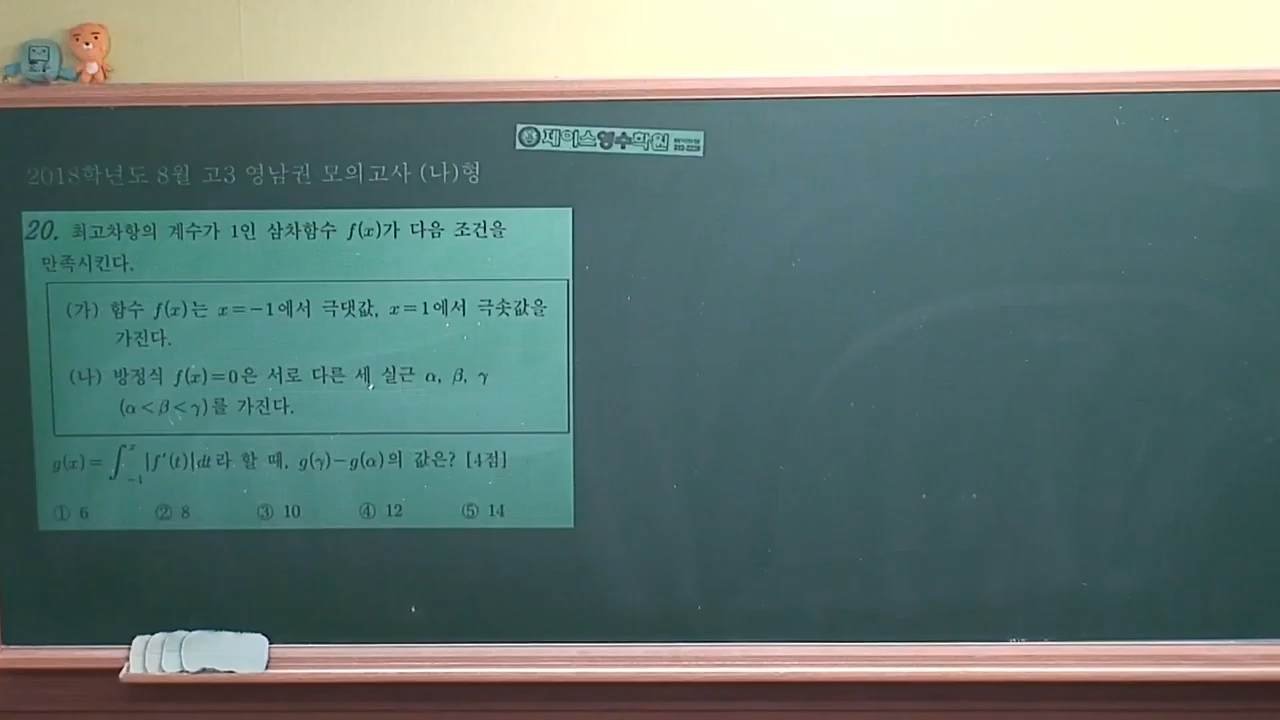 제이스영수학원
2018학년도 8월 고3 영남권 모의고사 (나)형
20. 최고차항의 계수가 1인 삼차함수 f(x)가 다음 조건을
만족시킨다.
(가) 함수 f(x)는 x=-1에서 극댓값, x=1에서 극솟값을
가진다.
(나) 방정식 f(x)=0은 서로 다른 세 실근 α, β, γ
(α<β<γ)를 가진다.
g(x)=∫_{-1}^{x}|f′(t)|dt라 할 때, g(γ)-g(α)의 값은? [4점]
① 6 ② 8 ③ 10 ④ 12 ⑤ 14